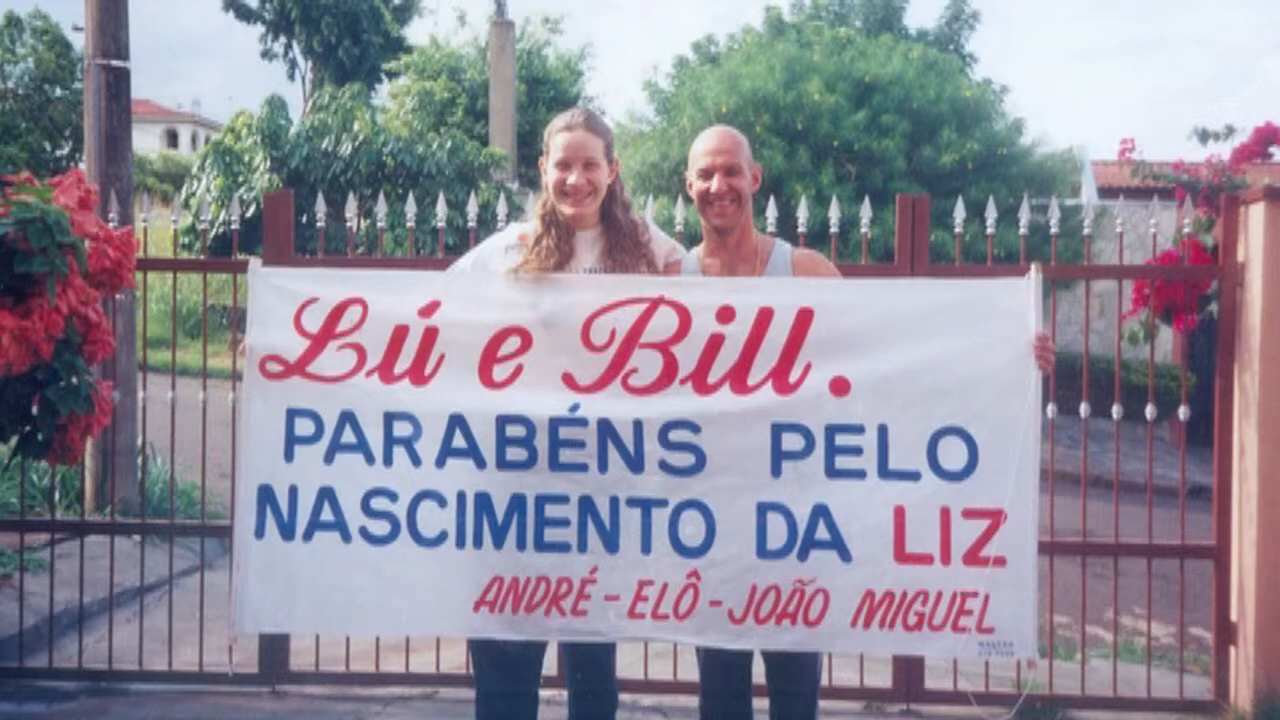 Lú e Bill.
PARABÉNS PELO
NASCIMENTO DA LIZ
ANDRÉ - ELÔ - JOÃO MIGUEL